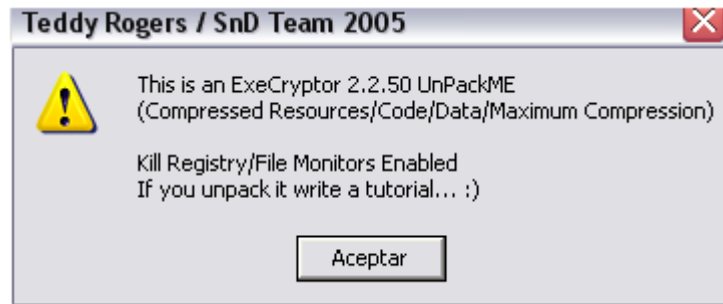 Teddy Rogers / SnD Team 2005
This is an ExeCryptor 2.2.50 UnPackME
(Compressed Resources/Code/Data/Maximum Compression)
Kill Registry/File Monitors Enabled
If you unpack it write a tutorial... :)
Aceptar